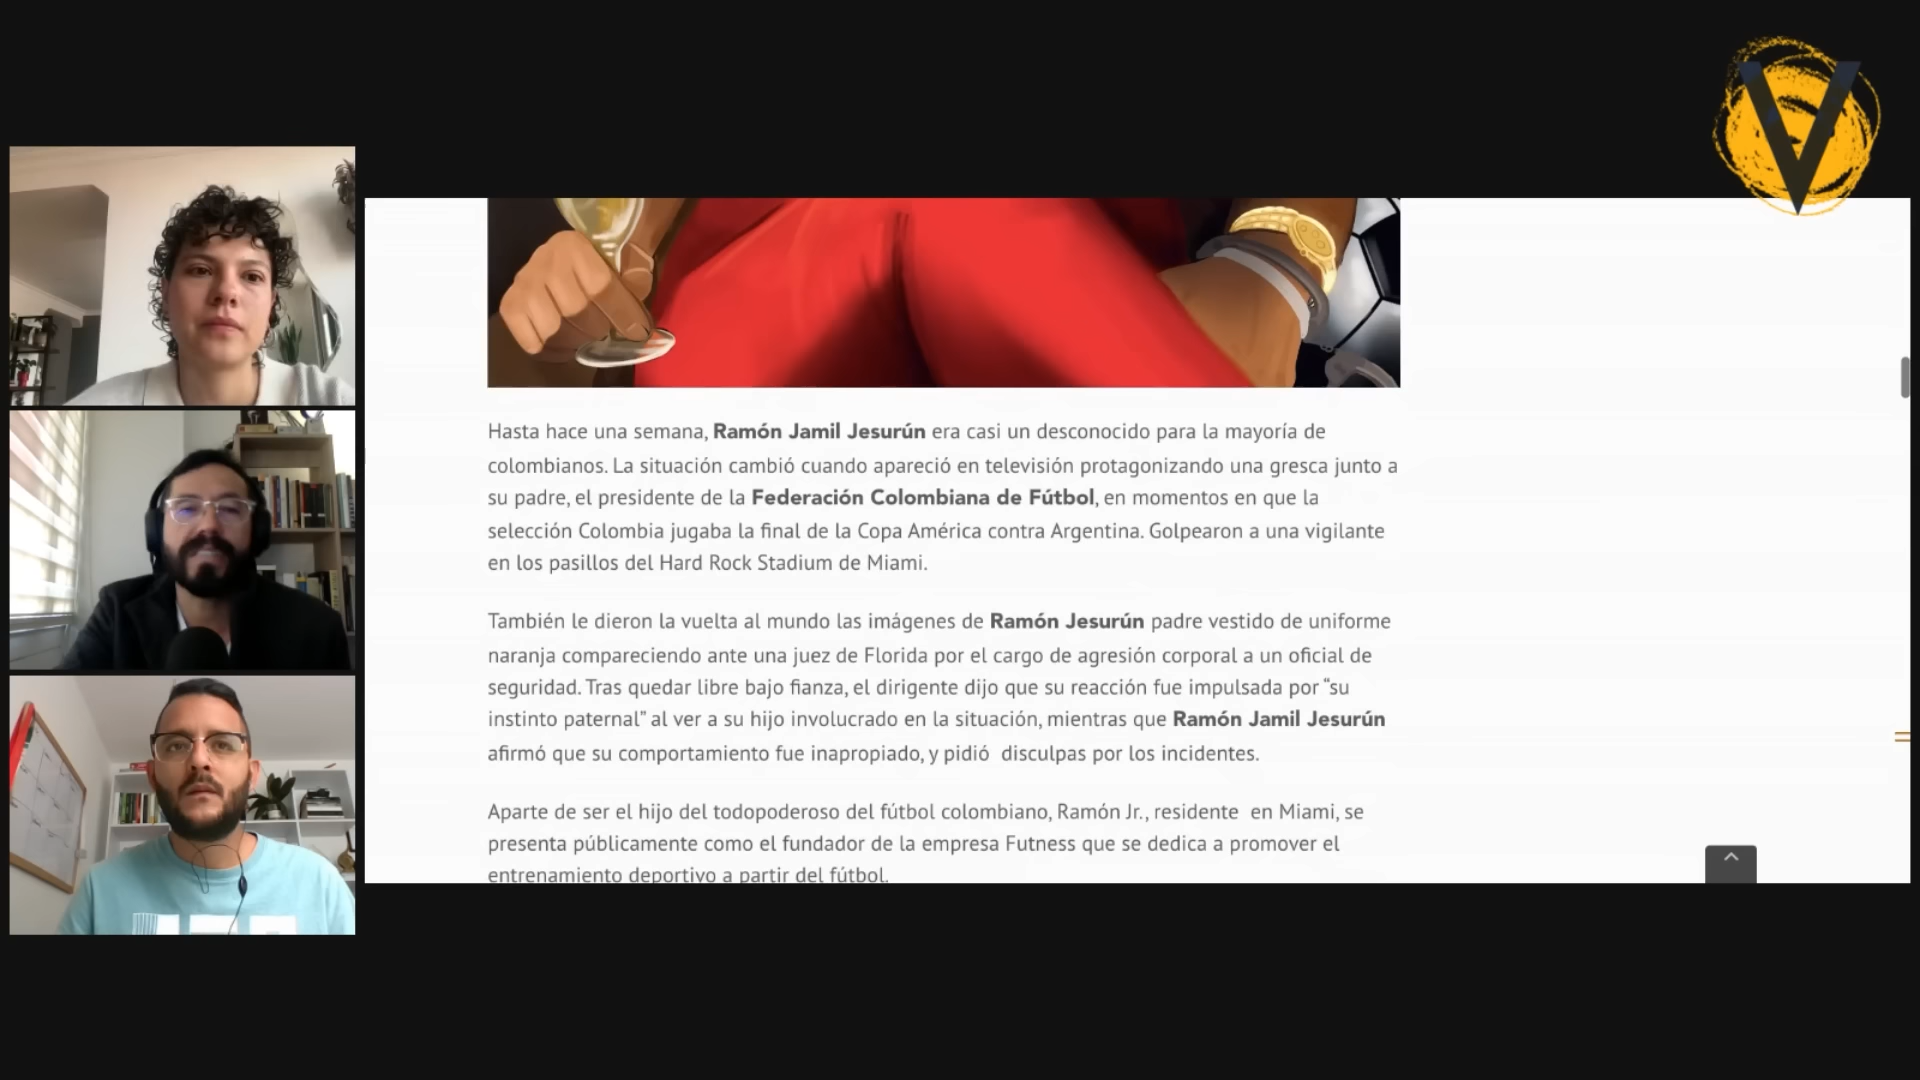 V
Hasta hace una semana, Ramón Jamil Jesurún era casi un desconocido para la mayoría de
colombianos. La situación cambió cuando apareció en televisión protagonizando una gresca junto a
su padre, el presidente de la Federación Colombiana de Fútbol, en momentos en que la
selección Colombia jugaba la final de la Copa América contra Argentina. Golpearon a una vigilante
en los pasillos del Hard Rock Stadium de Miami.
También le dieron la vuelta al mundo las imágenes de Ramón Jesurún padre vestido de uniforme
naranja compareciendo ante una juez de Florida por el cargo de agresión corporal a un oficial de
seguridad. Tras quedar libre bajo fianza, el dirigente dijo que su reacción fue impulsada por “su
instinto paternal” al ver a su hijo involucrado en la situación, mientras que Ramón Jamil Jesurún
afirmó que su comportamiento fue inapropiado, y pidió disculpas por los incidentes.
Aparte de ser el hijo del todopoderoso del fútbol colombiano, Ramón Jr., residente en Miami, se
presenta públicamente como el fundador de la empresa Futness que se dedica a promover el
entrenamiento deportivo a partir del fútbol.